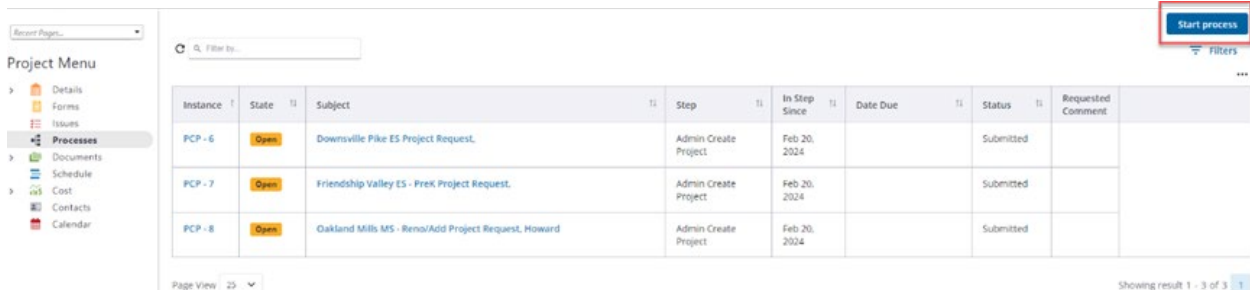 Recent Pages...
Start process
Filter by...
Filters
Project Menu
Details
Forms
Issues
Processes
Documents
Schedule
Cost
Contacts
Calendar
Instance State Subject Step In Step Since Date Due Status Requested Comment
PCP - 6 Open Downsville Pike ES Project Request, Admin Create Project Feb 20, 2024 Submitted
PCP - 7 Open Friendship Valley ES - PreK Project Request, Admin Create Project Feb 20, 2024 Submitted
PCP - 8 Open Oakland Mills MS - Reno/Add Project Request, Howard Admin Create Project Feb 20, 2024 Submitted
Page View 25 Showing result 1 - 3 of 3 1